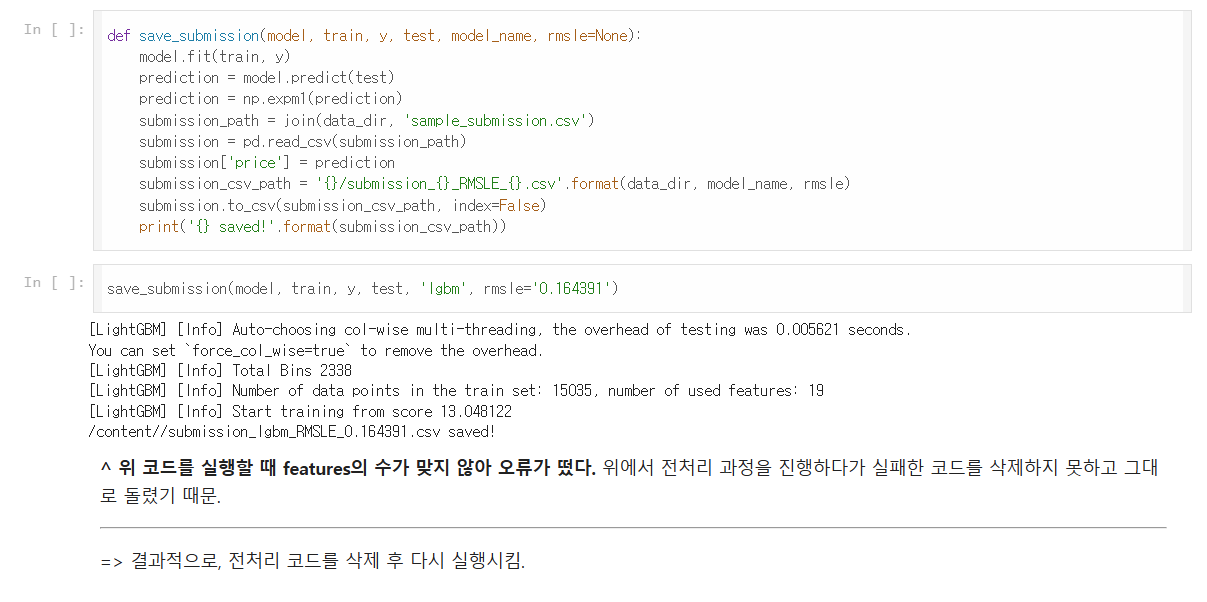 In [ ]:
def save_submission(model, train, y, test, model_name, rmsle=None):
    model.fit(train, y)
    prediction = model.predict(test)
    prediction = np.expm1(prediction)
    submission_path = join(data_dir, 'sample_submission.csv')
    submission = pd.read_csv(submission_path)
    submission['price'] = prediction
    submission_csv_path = '{}/submission_{}_RMSLE_{}.csv'.format(data_dir, model_name, rmsle)
    submission.to_csv(submission_csv_path, index=False)
    print('{} saved!'.format(submission_csv_path))
In [ ]:
save_submission(model, train, y, test, 'lgbm', rmsle='0.164391')
[LightGBM] [Info] Auto-choosing col-wise multi-threading, the overhead of testing was 0.005621 seconds.
You can set `force_col_wise=true` to remove the overhead.
[LightGBM] [Info] Total Bins 2338
[LightGBM] [Info] Number of data points in the train set: 15035, number of used features: 19
[LightGBM] [Info] Start training from score 13.048122
/content//submission_lgbm_RMSLE_0.164391.csv saved!
^ 위 코드를 실행할 때 features의 수가 맞지 않아 오류가 떴다. 위에서 전처리 과정을 진행하다가 실패한 코드를 삭제하지 못하고 그대
로 돌렸기 때문.
=> 결과적으로, 전처리 코드를 삭제 후 다시 실행시킴.